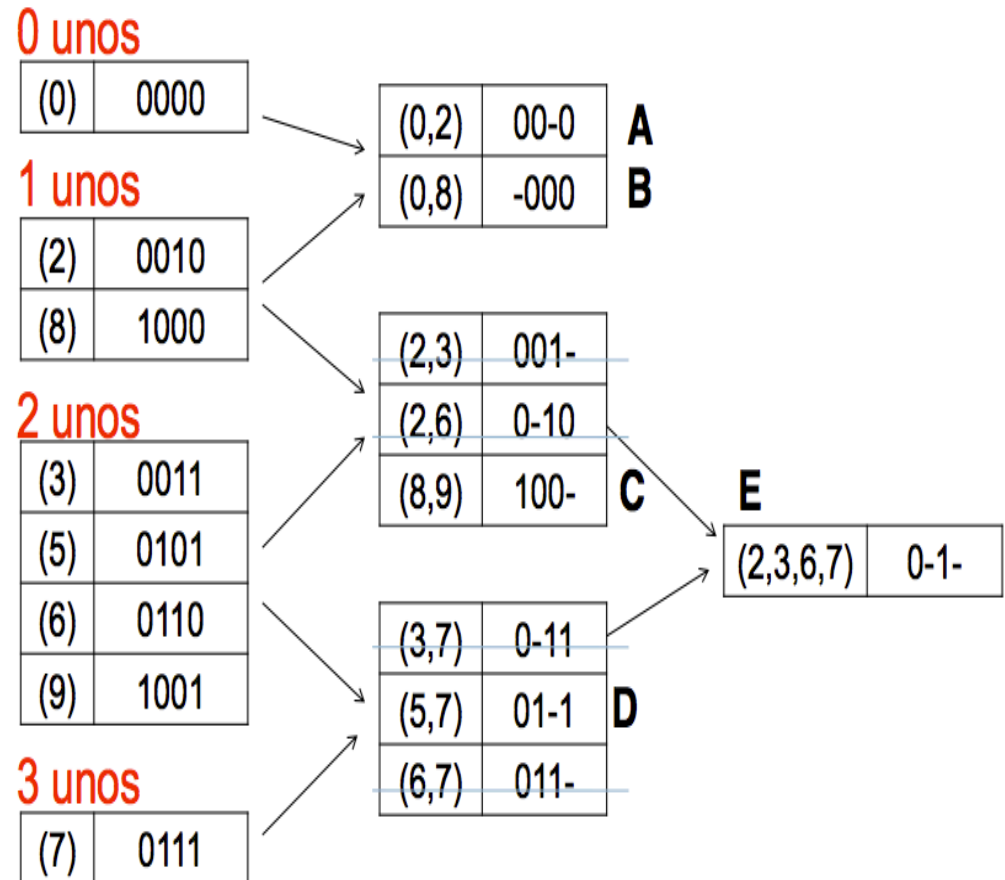 0 unos
(0) 0000
1 unos
(2) 0010
(8) 1000
2 unos
(3) 0011
(5) 0101
(6) 0110
(9) 1001
3 unos
(7) 0111
(0,2) 00-0 A
(0,8) -000 B
(2,3) 001-
(2,6) 0-10
(8,9) 100- C
(3,7) 0-11
(5,7) 01-1 D
(6,7) 011-
E
(2,3,6,7) 0-1-